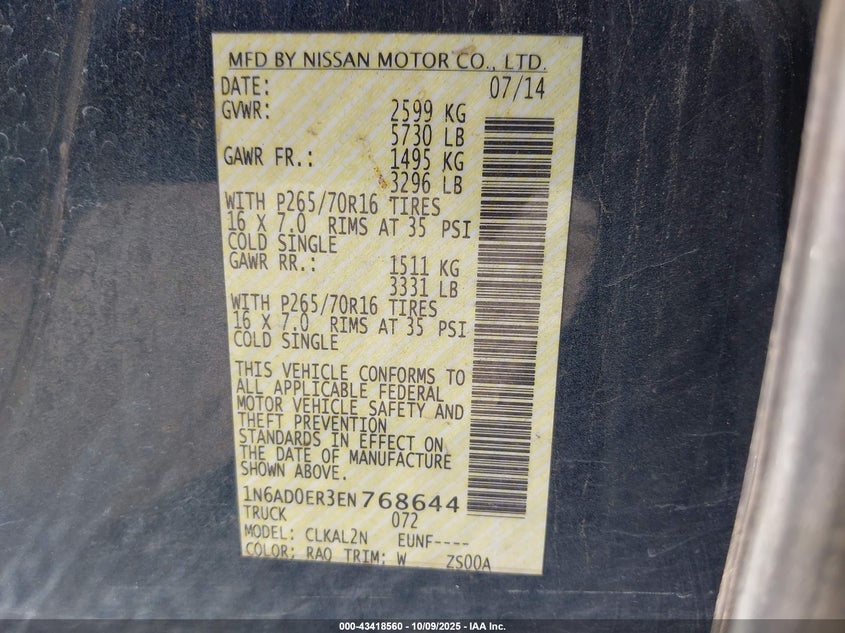 MFD BY NISSAN MOTOR CO., LTD.
DATE: 07/14
GVWR: 2599 KG
5730 LB
GAWR FR.: 1495 KG
3296 LB
WITH P265/70R16 TIRES
16 X 7.0 RIMS AT 35 PSI
COLD SINGLE
GAWR RR.: 1511 KG
3331 LB
WITH P265/70R16 TIRES
16 X 7.0 RIMS AT 35 PSI
COLD SINGLE
THIS VEHICLE CONFORMS TO
ALL APPLICABLE FEDERAL
MOTOR VEHICLE SAFETY AND
THEFT PREVENTION
STANDARDS IN EFFECT ON
THE DATE OF MANUFACTURE
SHOWN ABOVE.
1N6AD0ER3EN768644
TRUCK 072
MODEL: CLKAL2N EUNF----
COLOR: RAQ TRIM: W ZS00A
000-43418560 - 10/09/2025 - IAA Inc.